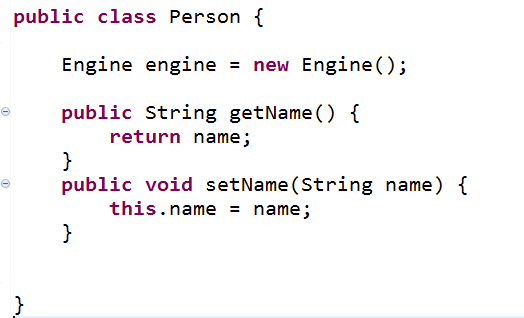 public class Person {
Engine engine = new Engine();
public String getName() {
return name;
}
public void setName(String name) {
this.name = name;
}
}